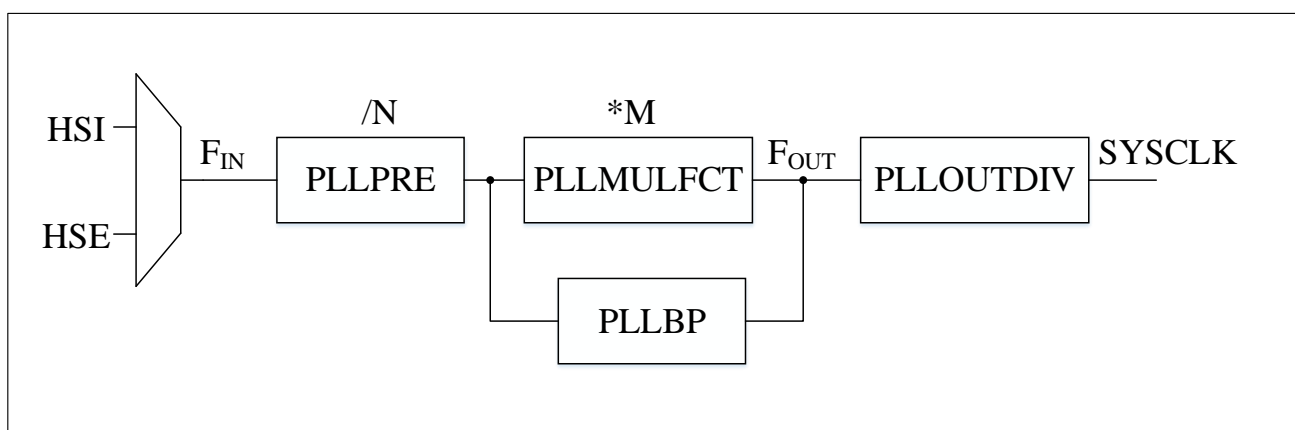 /N
*M
HSI
F_IN
F_OUT
SYSCLK
PLLPRE
PLLMULFCT
PLLOUTDIV
HSE
PLLBP